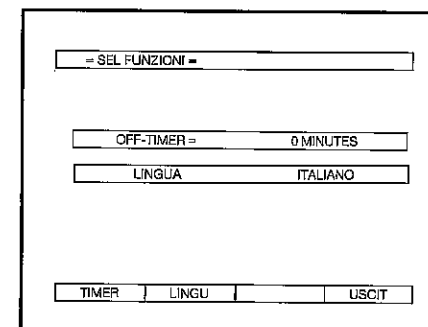 = SEL FUNZIONI =
OFF-TIMER = 0 MINUTES
LINGUA ITALIANO
TIMER LINGU USCIT